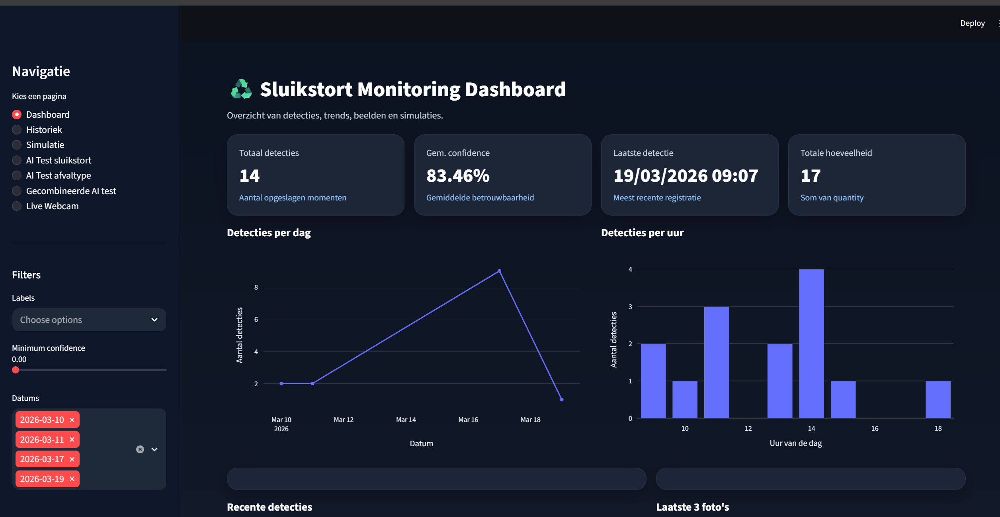 Deploy
Navigatie
Kies een pagina
Dashboard
Historiek
Simulatie
AI Test sluikstort
AI Test afvaltype
Gecombineerde AI test
Live Webcam
Filters
Labels
Choose options
Minimum confidence
0.00
Datums
2026-03-10
2026-03-11
2026-03-17
2026-03-19
Sluikstort Monitoring Dashboard
Overzicht van detecties, trends, beelden en simulaties.
Totaal detecties
14
Aantal opgeslagen momenten
Gem. confidence
83.46%
Gemiddelde betrouwbaarheid
Laatste detectie
19/03/2026 09:07
Meest recente registratie
Totale hoeveelheid
17
Som van quantity
Detecties per dag
Aantal detecties
8
6
4
2
Mar 10 Mar 12 Mar 14 Mar 16 Mar 18
2026
Datum
Detecties per uur
Aantal detecties
4
3
2
1
0
10 12 14 16 18
Uur van de dag
Recente detecties
Laatste 3 foto's